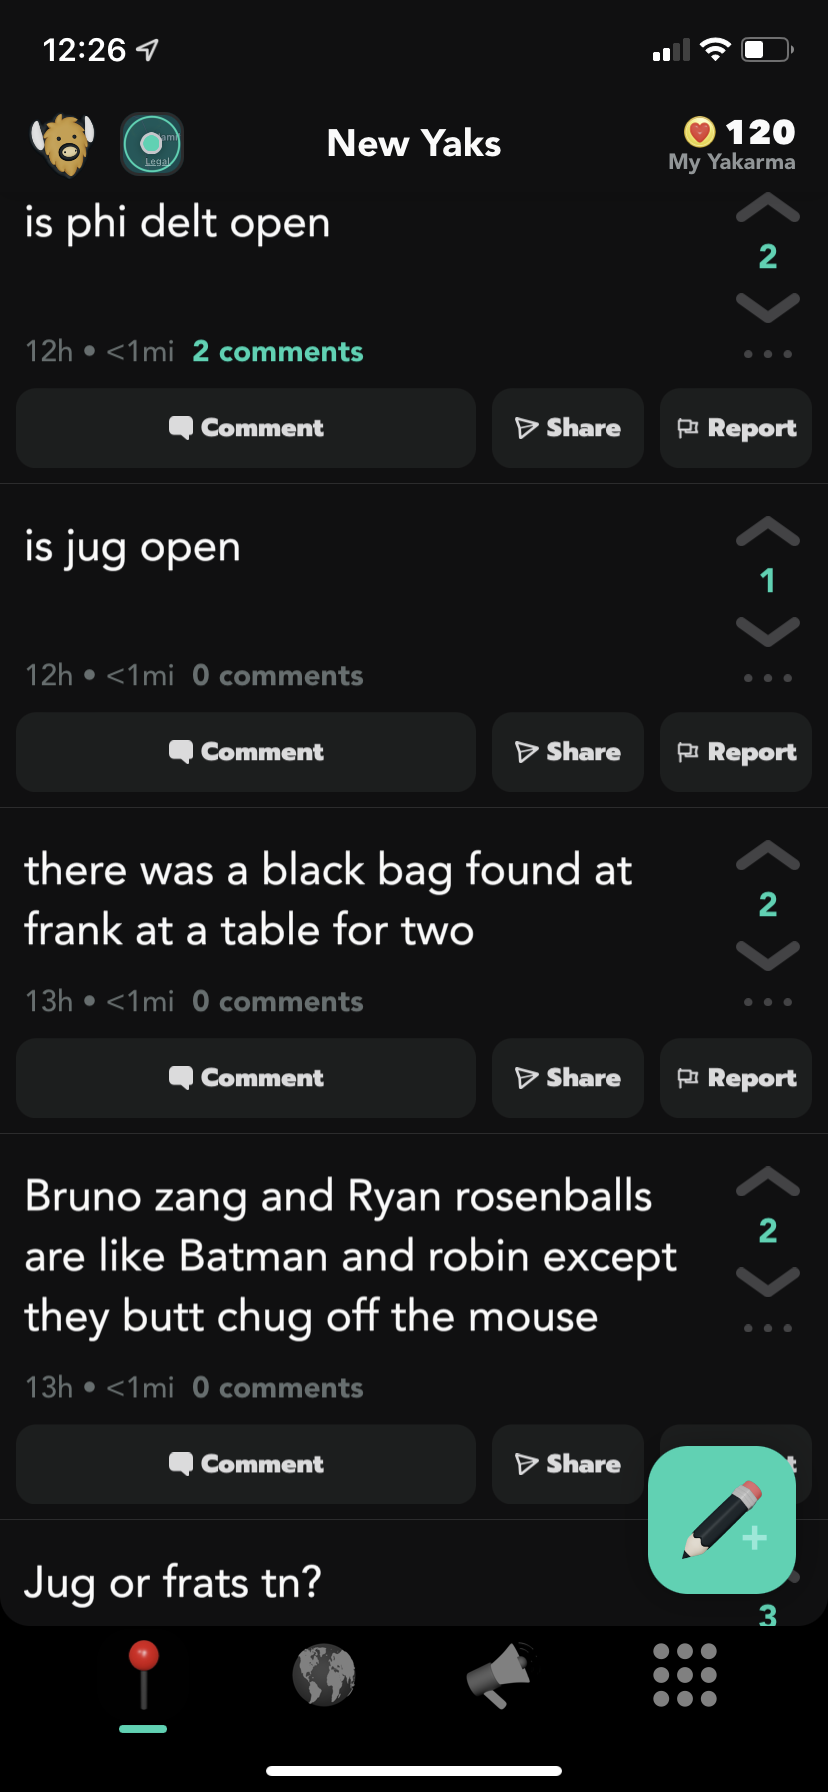 12:26
New Yaks
120
My Yakarma
Legal
is phi delt open
2
12h • <1mi 2 comments
Comment
Share
Report
is jug open
1
12h • <1mi 0 comments
Comment
Share
Report
there was a black bag found at
frank at a table for two
2
13h • <1mi 0 comments
Comment
Share
Report
Bruno zang and Ryan rosenballs
are like Batman and robin except
they butt chug off the mouse
2
13h • <1mi 0 comments
Comment
Share
Jug or frats tn?
3